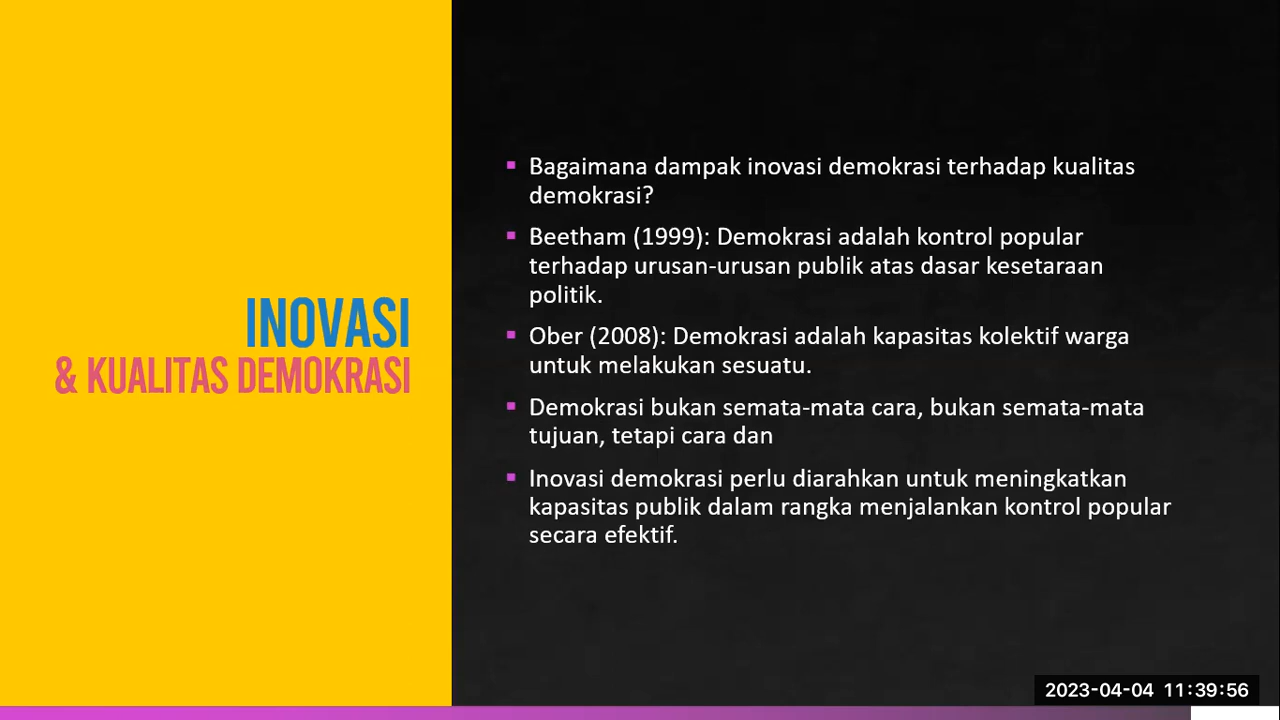 INOVASI
& KUALITAS DEMOKRASI
Bagaimana dampak inovasi demokrasi terhadap kualitas
demokrasi?
Beetham (1999): Demokrasi adalah kontrol popular
terhadap urusan-urusan publik atas dasar kesetaraan
politik.
Ober (2008): Demokrasi adalah kapasitas kolektif warga
untuk melakukan sesuatu.
Demokrasi bukan semata-mata cara, bukan semata-mata
tujuan, tetapi cara dan
Inovasi demokrasi perlu diarahkan untuk meningkatkan
kapasitas publik dalam rangka menjalankan kontrol popular
secara efektif.
2023-04-04 11:39:56